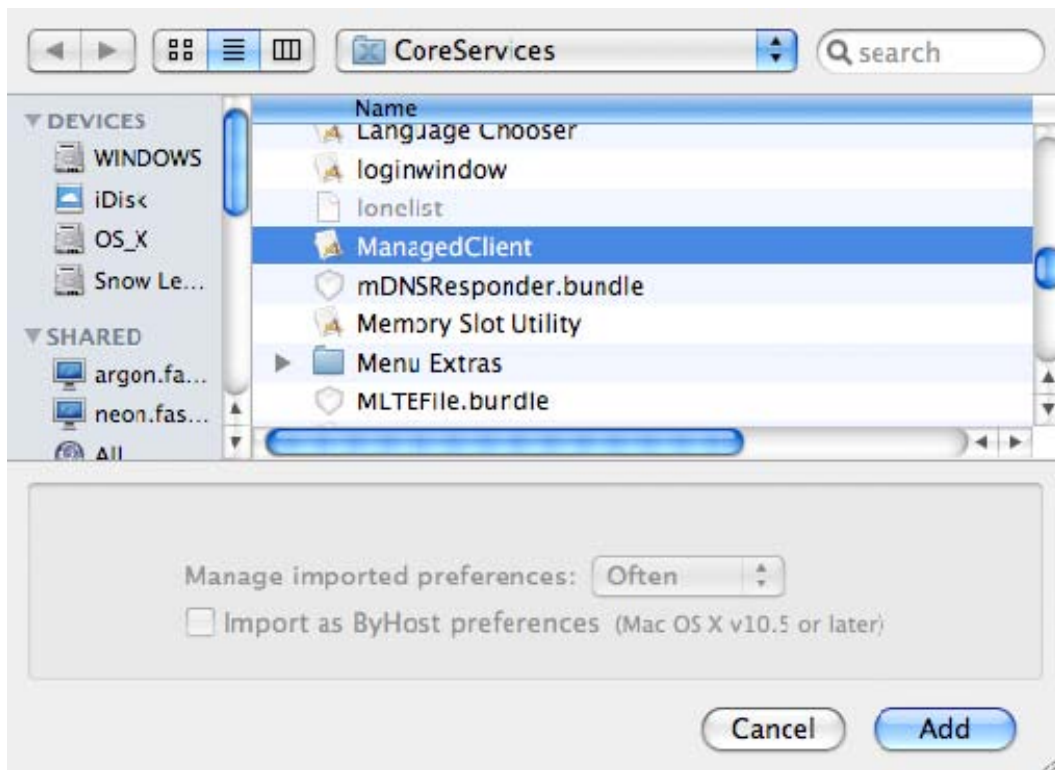 CoreServices
search
DEVICES
WINDOWS
iDisk
OS_X
Snow Le...
SHARED
argon.fa...
neon.fas...
All
Name
Language Chooser
loginwindow
lonelist
ManagedClient
mDNSResponder.bundle
Memory Slot Utility
Menu Extras
MLTEFile.bundle
Manage imported preferences: Often
Import as ByHost preferences (Mac OS X v10.5 or later)
Cancel
Add